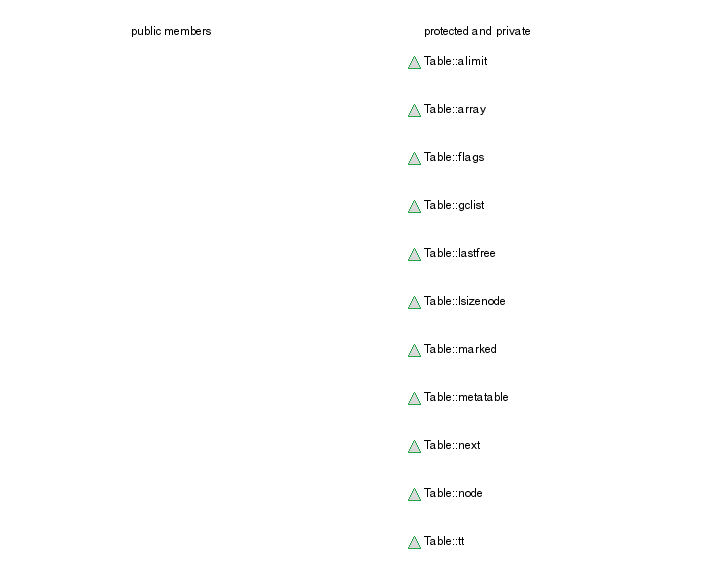 public members
protected and private
Table::alimit
Table::array
Table::flags
Table::gclist
Table::lastfree
Table::lsizenode
Table::marked
Table::metatable
Table::next
Table::node
Table::tt